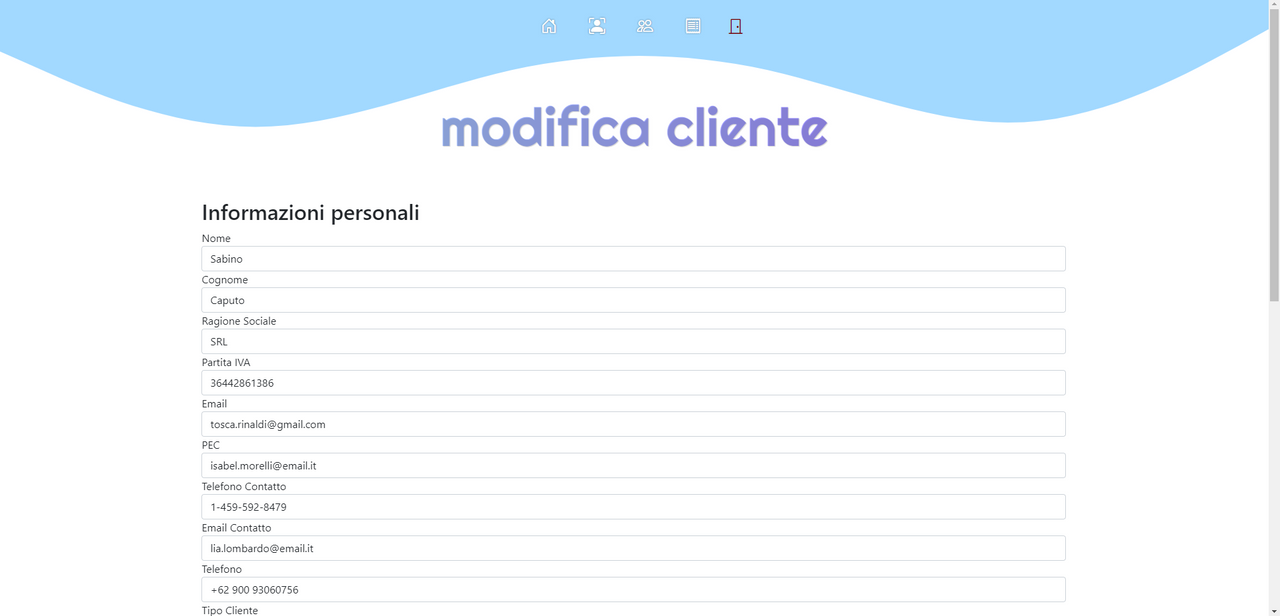 modifica cliente
Informazioni personali
Nome
Sabino
Cognome
Caputo
Ragione Sociale
SRL
Partita IVA
36442861386
Email
tosca.rinaldi@gmail.com
PEC
isabel.morelli@email.it
Telefono Contatto
1-459-592-8479
Email Contatto
lia.lombardo@email.it
Telefono
+62 900 93060756
Tipo Cliente